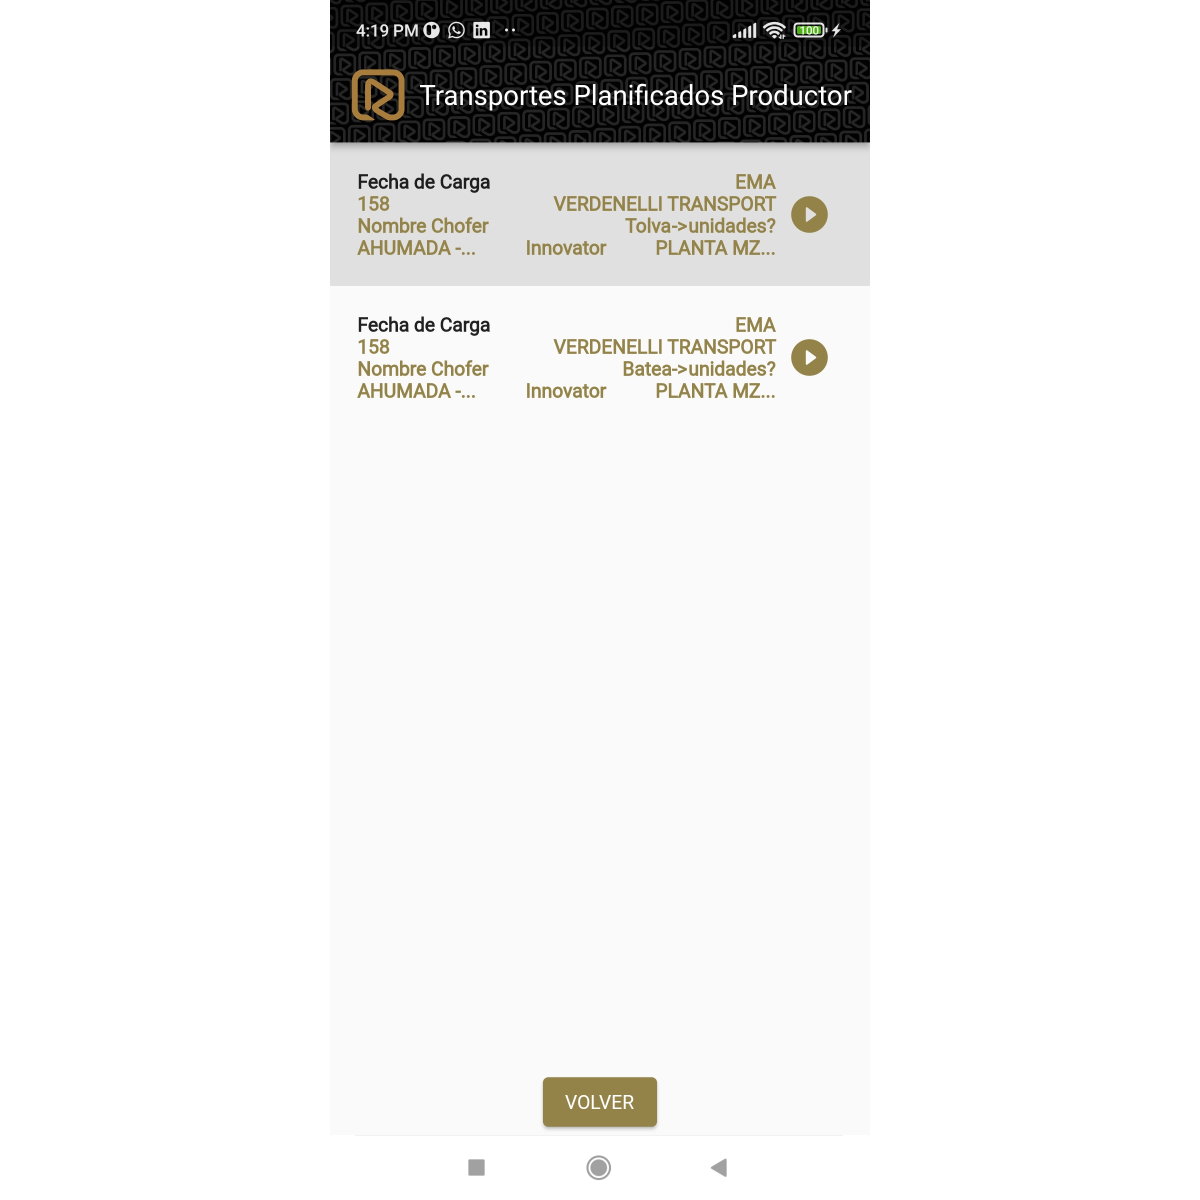 4:19 PM
100
Transportes Planificados Productor
Fecha de Carga EMA
158 VERDENELLI TRANSPORT
Nombre Chofer Tolva->unidades?
AHUMADA -... Innovator PLANTA MZ...
Fecha de Carga EMA
158 VERDENELLI TRANSPORT
Nombre Chofer Batea->unidades?
AHUMADA -... Innovator PLANTA MZ...
VOLVER